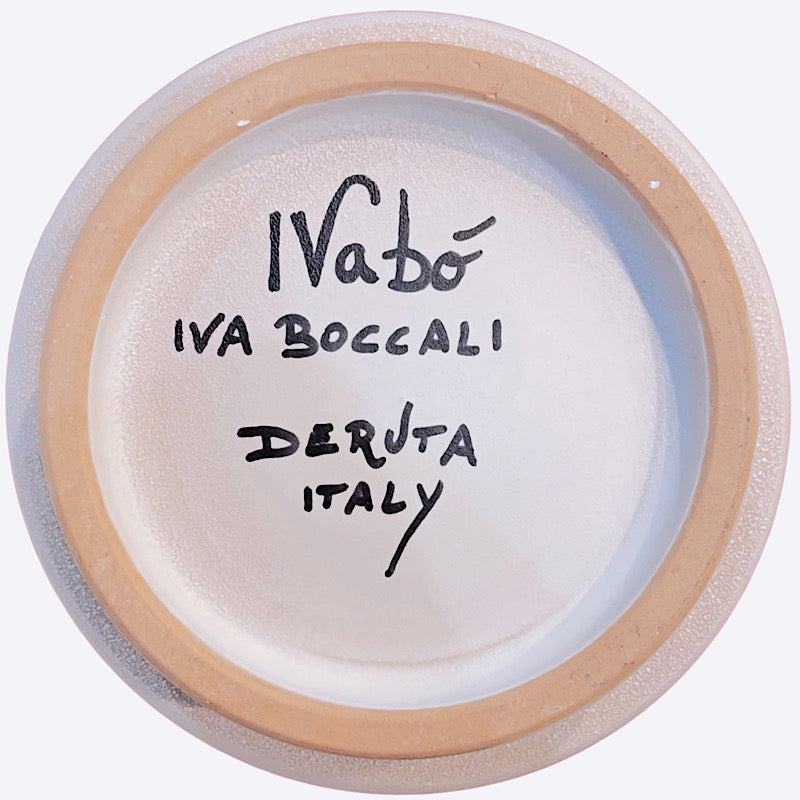 IVabó
IVA BOCCALI
DERUTA
ITALY